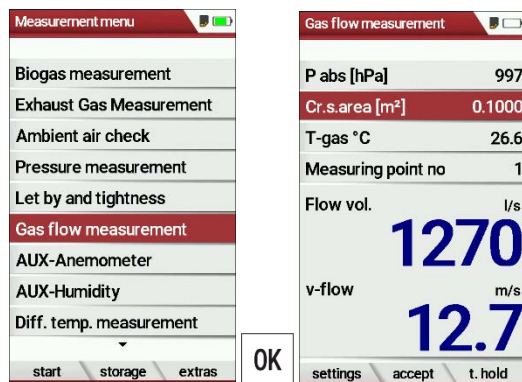 Measurement menu
Biogas measurement
Exhaust Gas Measurement
Ambient air check
Pressure measurement
Let by and tightness
Gas flow measurement
AUX-Anemometer
AUX-Humidity
Diff. temp. measurement
start storage extras
OK
Gas flow measurement
P abs [hPa] 997
Cr.s.area [m²] 0.1000
T-gas °C 26.6
Measuring point no 1
Flow vol. l/s
1270
v-flow m/s
12.7
settings accept t. hold